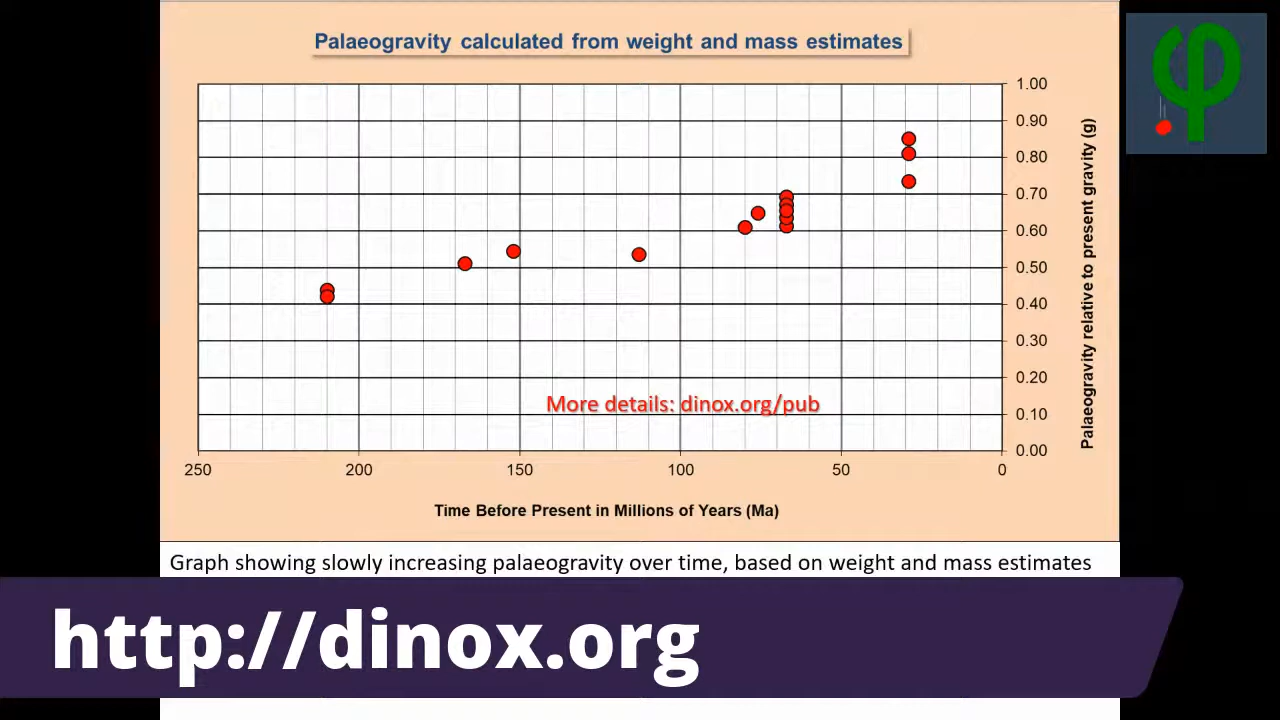 Palaeogravity calculated from weight and mass estimates
1.00
0.90
0.80
0.70
0.60
0.50
0.40
0.30
0.20
0.10
0.00
Palaeogravity relative to present gravity (g)
More details: dinox.org/pub
250 200 150 100 50 0
Time Before Present in Millions of Years (Ma)
Graph showing slowly increasing palaeogravity over time, based on weight and mass estimates
http://dinox.org